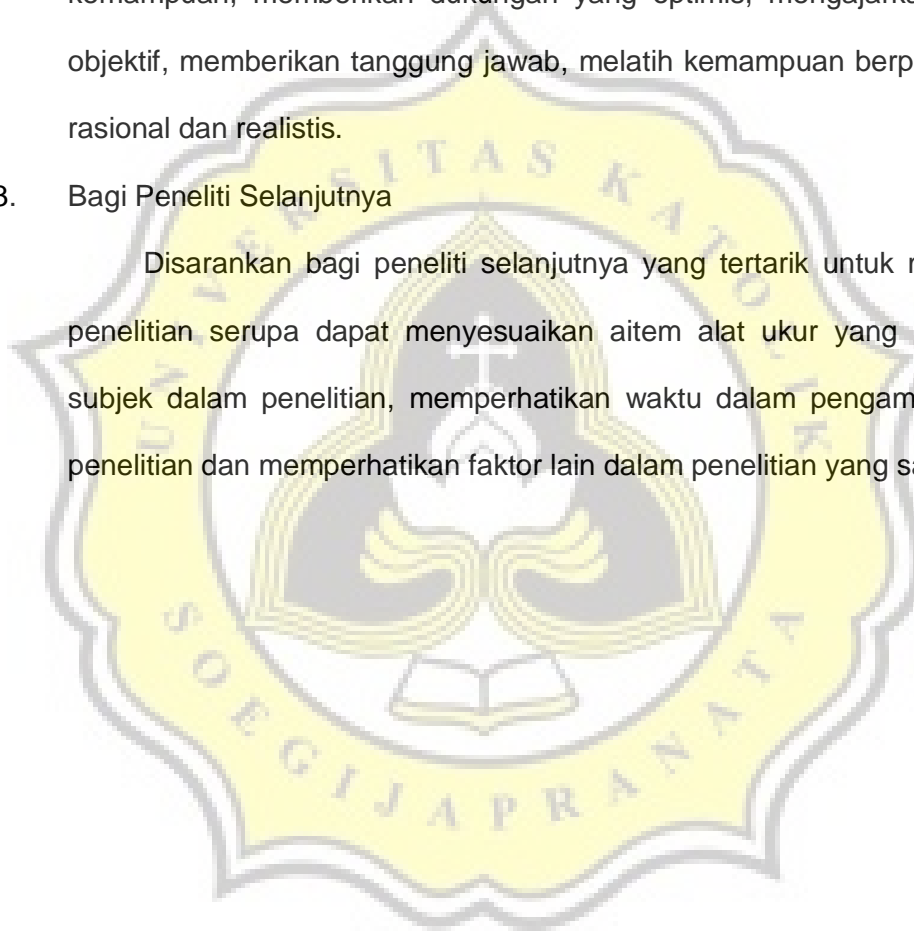 kemampuan, memberikan dukungan yang optimis,
objektif, memberikan tanggung jawab, melatih kemampuan
rasional dan realistis.
3. Bagi Peneliti Selanjutnya
Disarankan bagi peneliti selanjutnya yang tertarik untuk
penelitian serupa dapat menyesuaikan aitem alat ukur yang
subjek dalam penelitian, memperhatikan waktu dalam
penelitian dan memperhatikan faktor lain dalam penelitian yang
UNIVERSITAS KATOLIK
SOEGIJAPRANATA